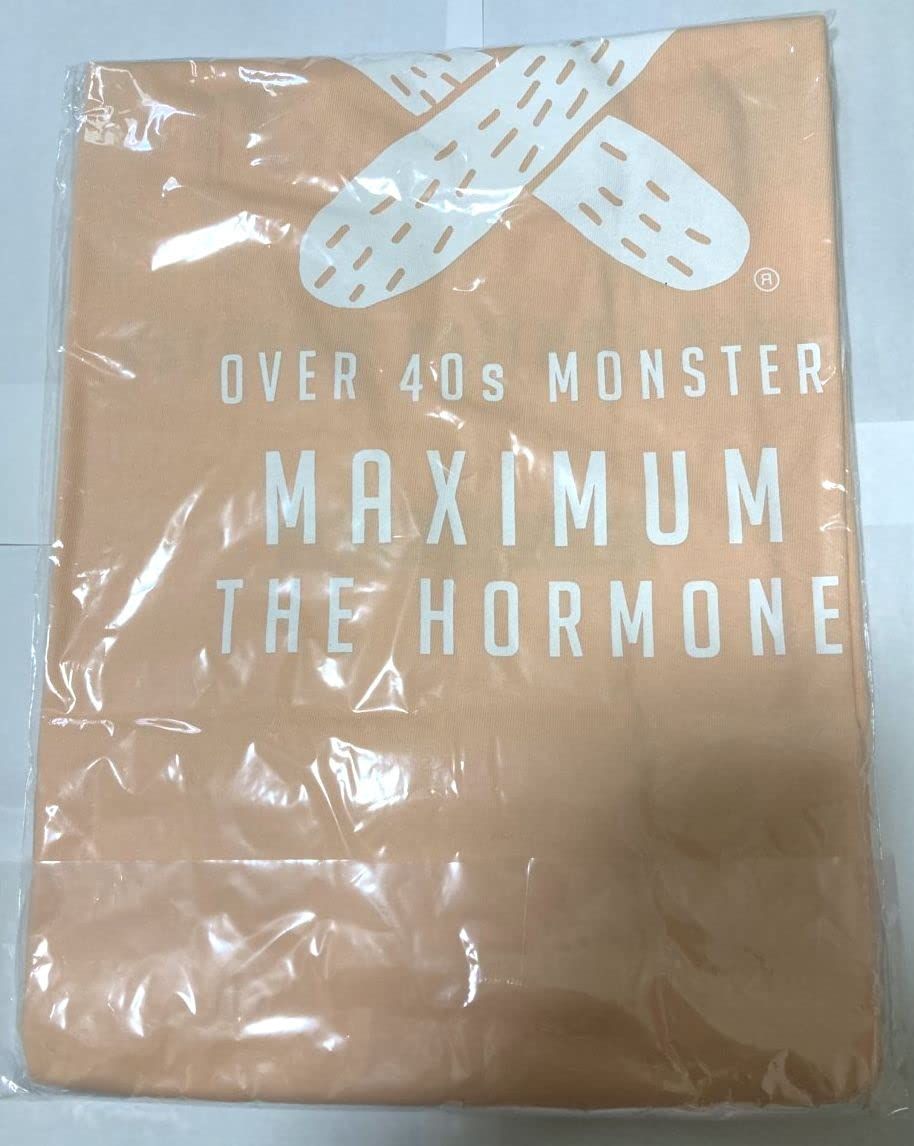 Я
OVER 40s MONSTER
MAXIMUM
THE HORMONE